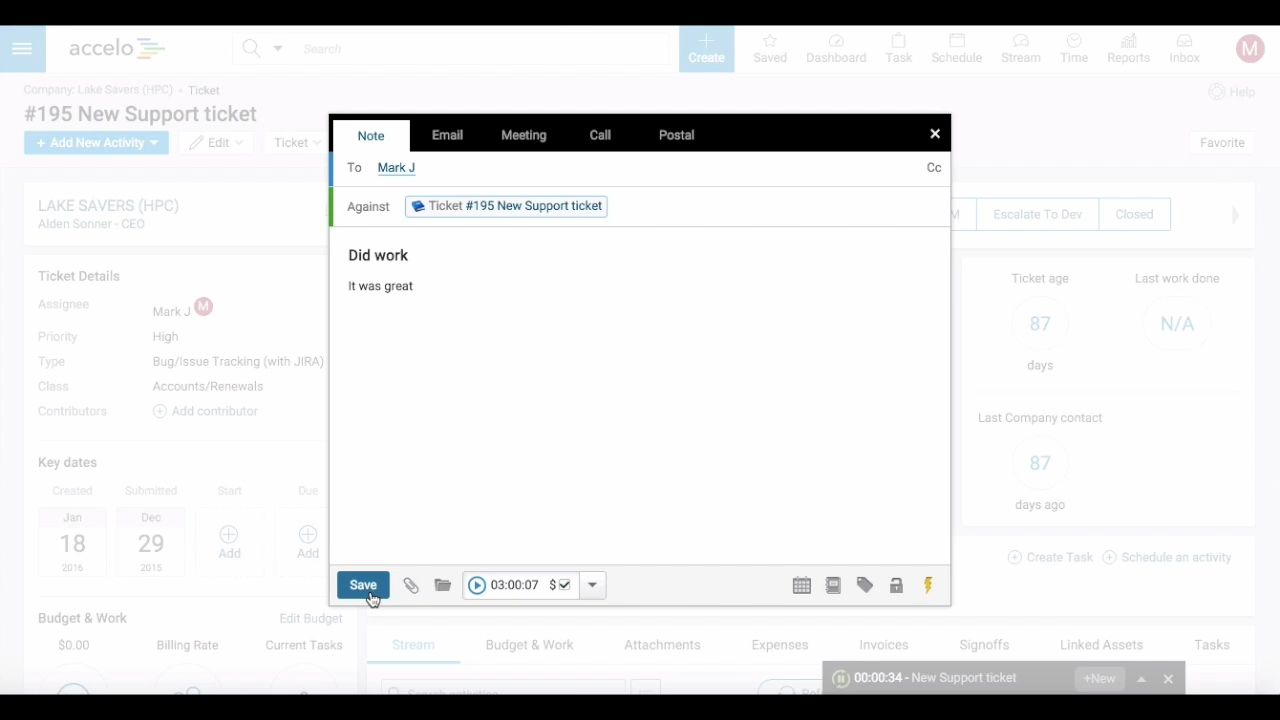 accelo
Search
Create
Saved
Dashboard
Task
Schedule
Stream
Time
Reports
Inbox
M
Company: Lake Savers (HPC) Ticket
Help
#195 New Support ticket
+ Add New Activity
Edit
Ticket
Favorite
Note
Email
Meeting
Call
Postal
To Mark J
Cc
Against Ticket #195 New Support ticket
Did work
It was great
Save
03:00:07 $
LAKE SAVERS (HPC)
Alden Sonner - CEO
M
Escalate To Dev
Closed
Ticket Details
Assignee Mark J M
Priority High
Type Bug/Issue Tracking (with JIRA)
Class Accounts/Renewals
Contributors Add contributor
Ticket age
87
days
Last work done
N/A
Last Company contact
87
days ago
Key dates
Created Submitted Start Due
Jan Dec
18 29 Add Add
2016 2015
Create Task Schedule an activity
Budget & Work Edit Budget
$0.00 Billing Rate Current Tasks
Stream
Budget & Work
Attachments
Expenses
Invoices
Signoffs
Linked Assets
Tasks
00:00:34 - New Support ticket
+New